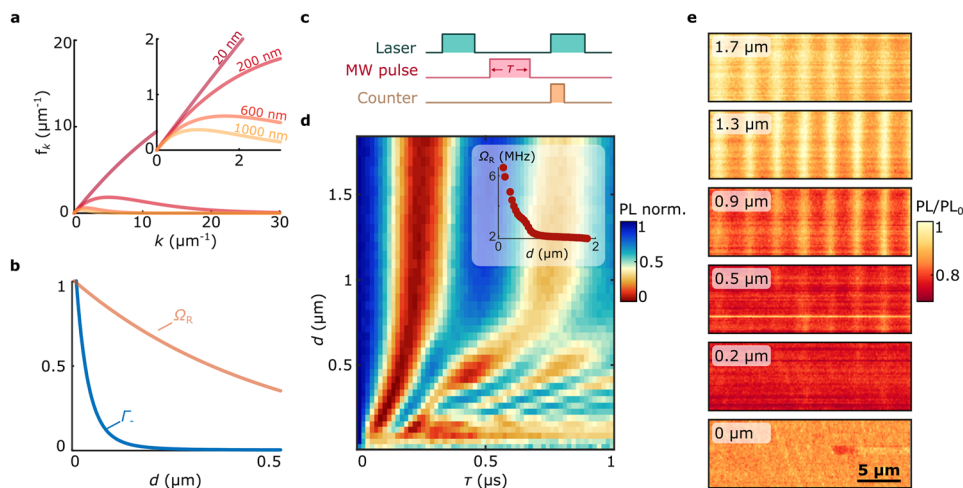 a
20
10
0
f_k (μm⁻¹)
0 10 20 30
k (μm⁻¹)
2
1
0
0 2
20 nm
200 nm
600 nm
1000 nm
b
1
0.5
0
Ω_R
Γ_-
0 0.5
d (μm)
c
Laser
MW pulse
τ
Counter
d
1.5
1
0.5
0
d (μm)
0 0.5 1
τ (μs)
Ω_R (MHz)
6
2
0 2
d (μm)
PL norm.
1
0.5
0
e
1.7 μm
1.3 μm
0.9 μm
0.5 μm
0.2 μm
0 μm
5 μm
PL/PL₀
1
0.8